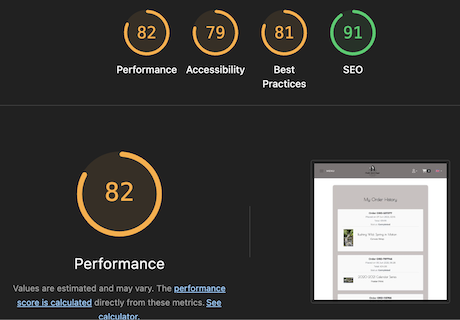 82
79
81
91
Performance
Accessibility
Best
Practices
SEO
82
Performance
Values are estimated and may vary. The performance
score is calculated directly from these metrics. See
calculator.
My Order History